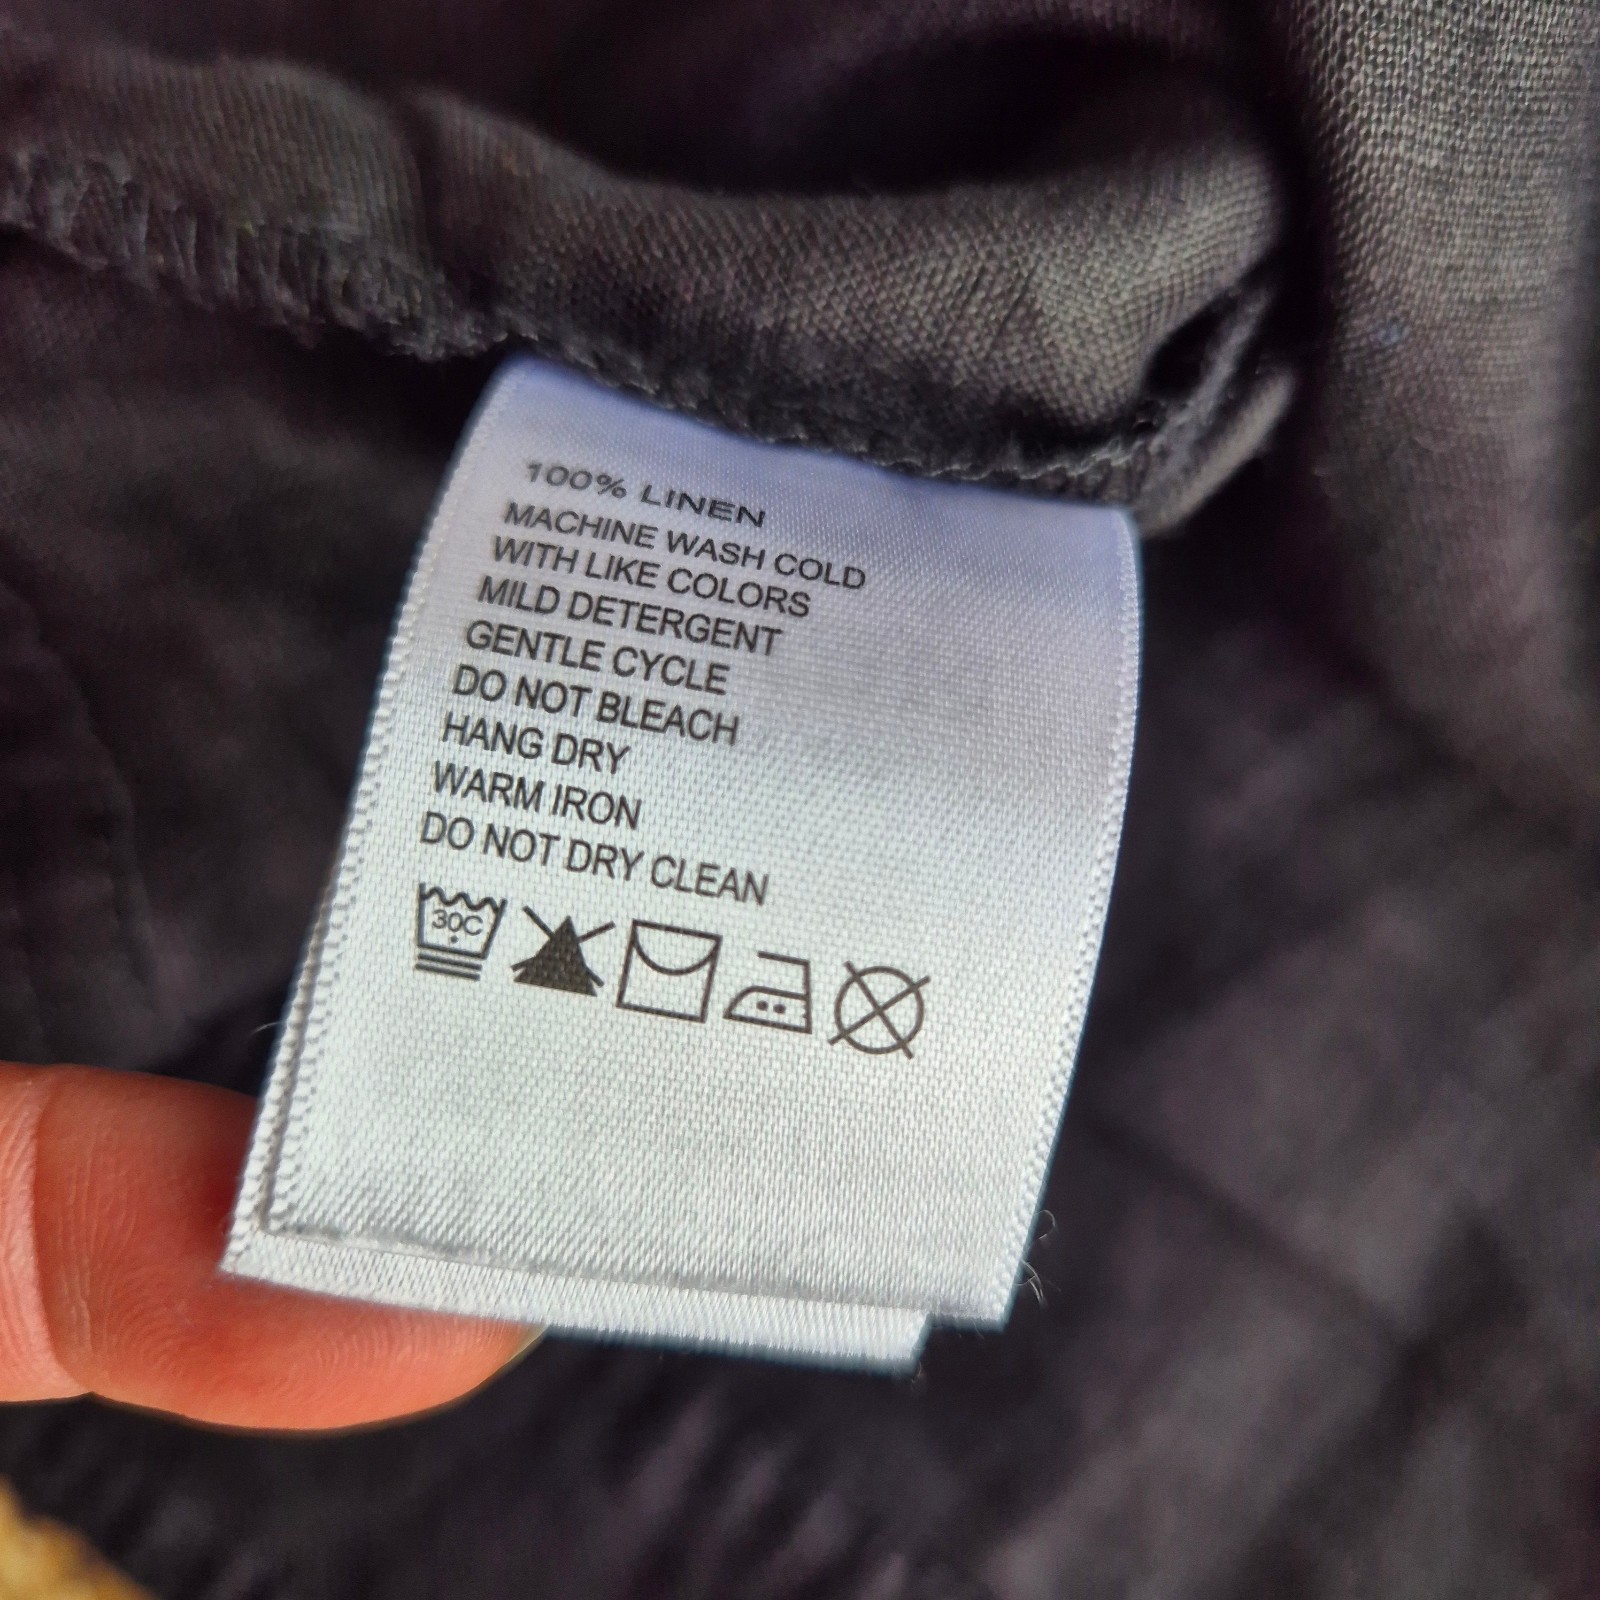 100% LINEN
MACHINE WASH COLD
WITH LIKE COLORS
MILD DETERGENT
GENTLE CYCLE
DO NOT BLEACH
HANG DRY
WARM IRON
DO NOT DRY CLEAN
30C